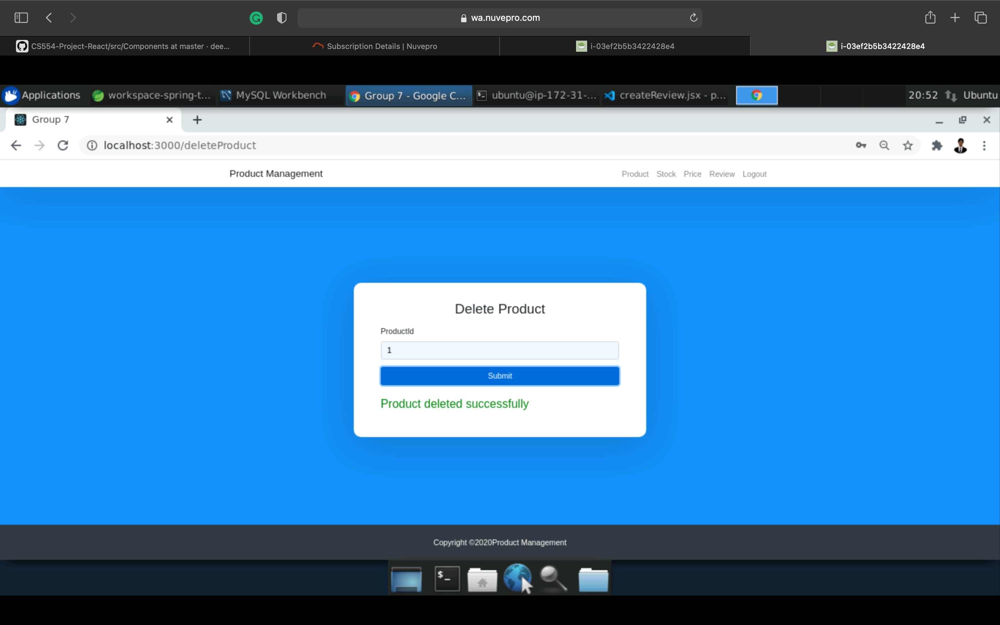 wa.nuvepro.com
CS554-Project-React/src/Components at master · dee...
Subscription Details | Nuvepro
i-03ef2b5b3422428e4
i-03ef2b5b3422428e4
Applications
workspace-spring-t...
MySQL Workbench
Group 7 - Google C...
ubuntu@ip-172-31-...
createReview.jsx - p...
20:52
Ubuntu
Group 7
localhost:3000/deleteProduct
Product Management
Product Stock Price Review Logout
Delete Product
ProductId
1
Submit
Product deleted successfully
Copyright ©2020Product Management
$_